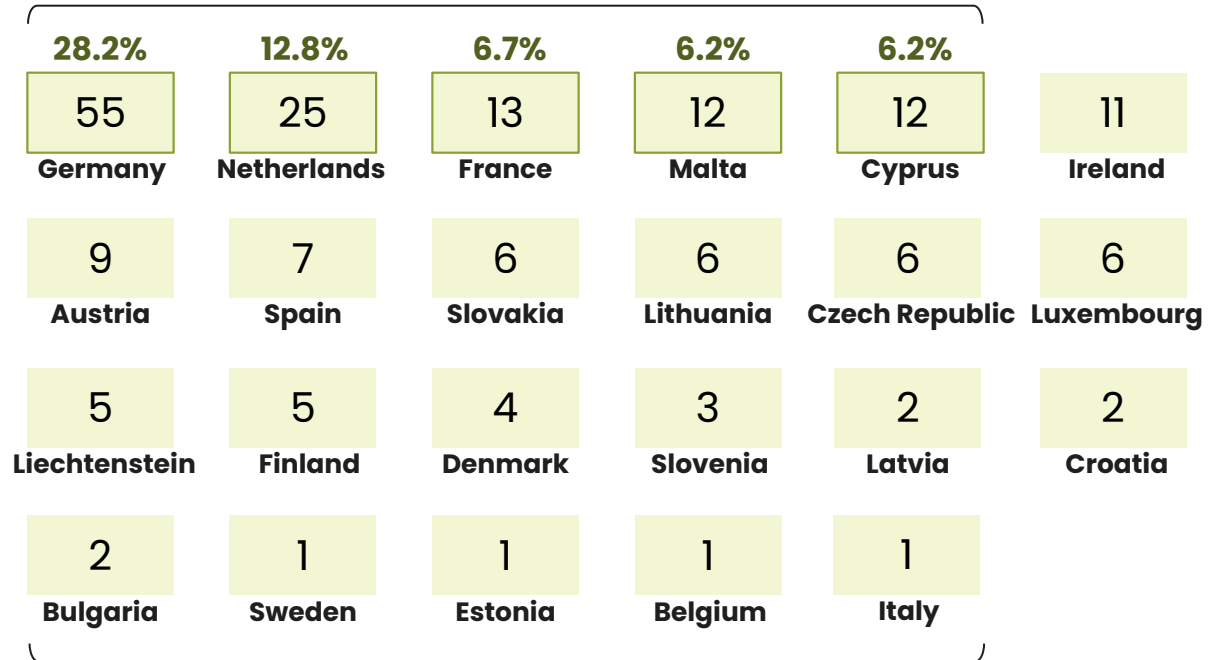 28.2% 12.8% 6.7% 6.2% 6.2%
55 25 13 12 12 11
Germany Netherlands France Malta Cyprus Ireland
9 7 6 6 6 6
Austria Spain Slovakia Lithuania Czech Republic Luxembourg
5 5 4 3 2 2
Liechtenstein Finland Denmark Slovenia Latvia Croatia
2 1 1 1 1
Bulgaria Sweden Estonia Belgium Italy